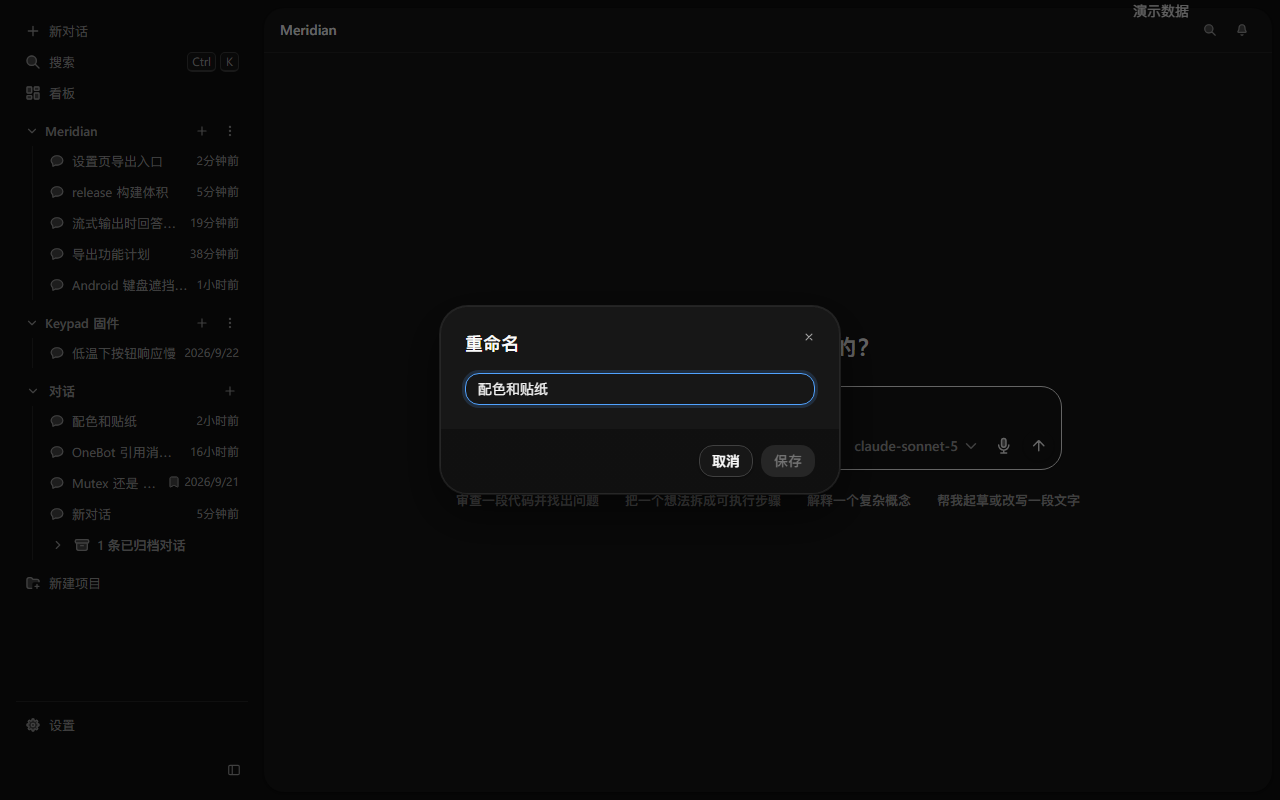 新对话
搜索 Ctrl K
看板
Meridian
设置页导出入口 2分钟前
release 构建体积 5分钟前
流式输出时回答… 19分钟前
导出功能计划 38分钟前
Android 键盘遮挡… 1小时前
Keypad 固件
低温下按钮响应慢 2026/9/22
对话
配色和贴纸 2小时前
OneBot 引用消… 16小时前
Mutex 还是 … 2026/9/21
新对话 5分钟前
1 条已归档对话
新建项目
设置
Meridian
演示数据
的?
重命名
配色和贴纸
取消 保存
claude-sonnet-5
审查一段代码并找出问题 把一个想法拆成可执行步骤 解释一个复杂概念 帮我起草或改写一段文字